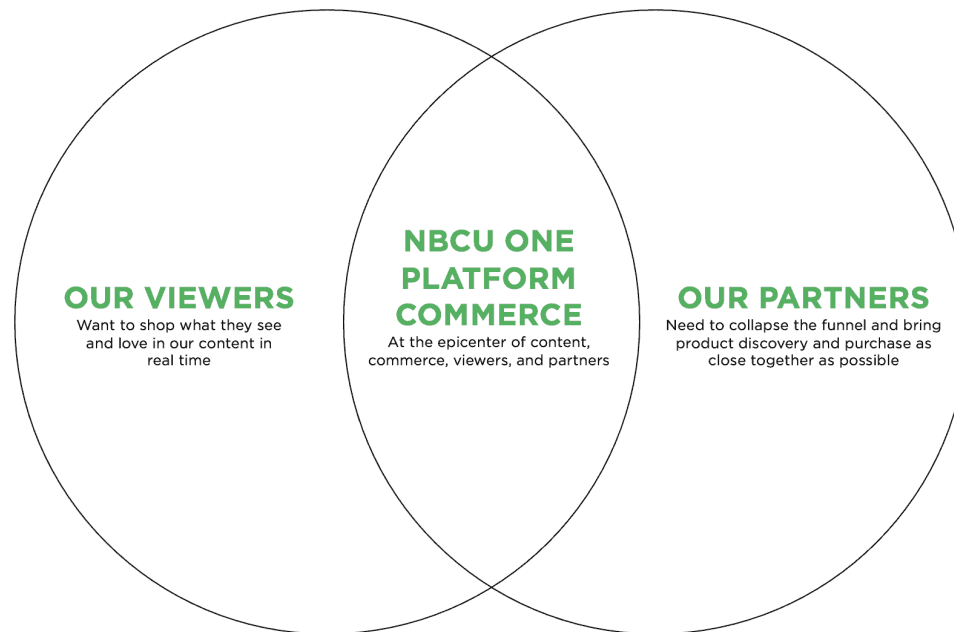 OUR VIEWERS
Want to shop what they see
and love in our content in
real time
NBCU ONE
PLATFORM
COMMERCE
At the epicenter of content,
commerce, viewers, and partners
OUR PARTNERS
Need to collapse the funnel and bring
product discovery and purchase as
close together as possible